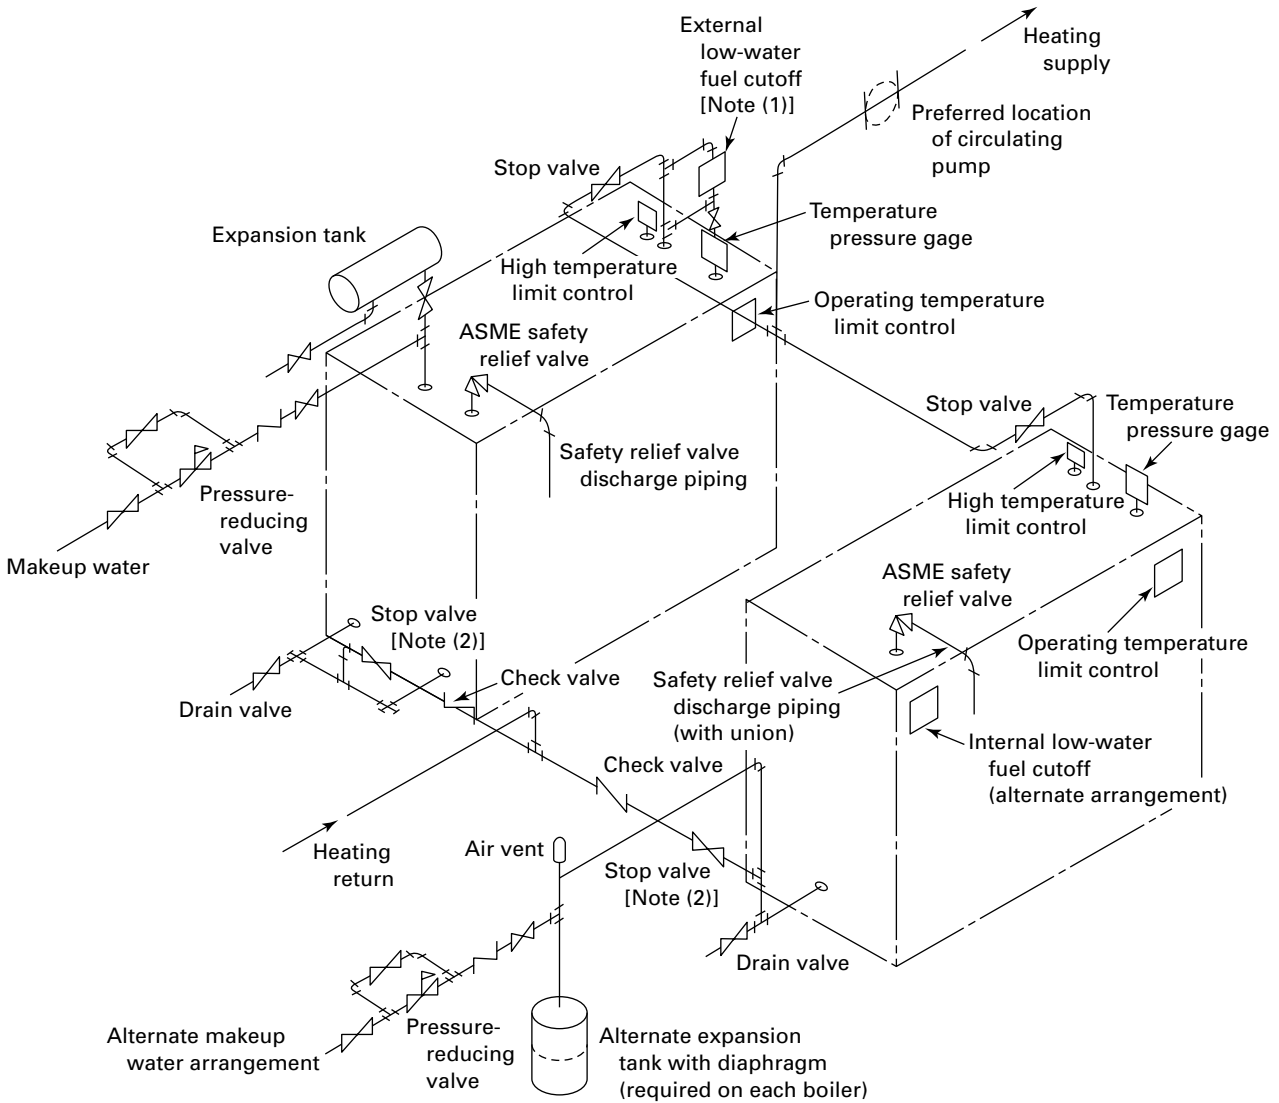 External
low-water
fuel cutoff
[Note (1)]
Heating
supply
Preferred location
of circulating
pump
Stop valve
Temperature
pressure gage
Expansion tank
High temperature
limit control
Operating temperature
limit control
ASME safety
relief valve
Stop valve
Temperature
pressure gage
Safety relief valve
discharge piping
Pressure-
reducing
valve
High temperature
limit control
Makeup water
ASME safety
relief valve
Stop valve
[Note (2)]
Operating temperature
limit control
Check valve
Safety relief valve
discharge piping
(with union)
Drain valve
Internal low-water
fuel cutoff
(alternate arrangement)
Check valve
Heating
return
Air vent
Stop valve
[Note (2)]
Drain valve
Alternate makeup
water arrangement
Pressure-
reducing
valve
Alternate expansion
tank with diaphragm
(required on each boiler)